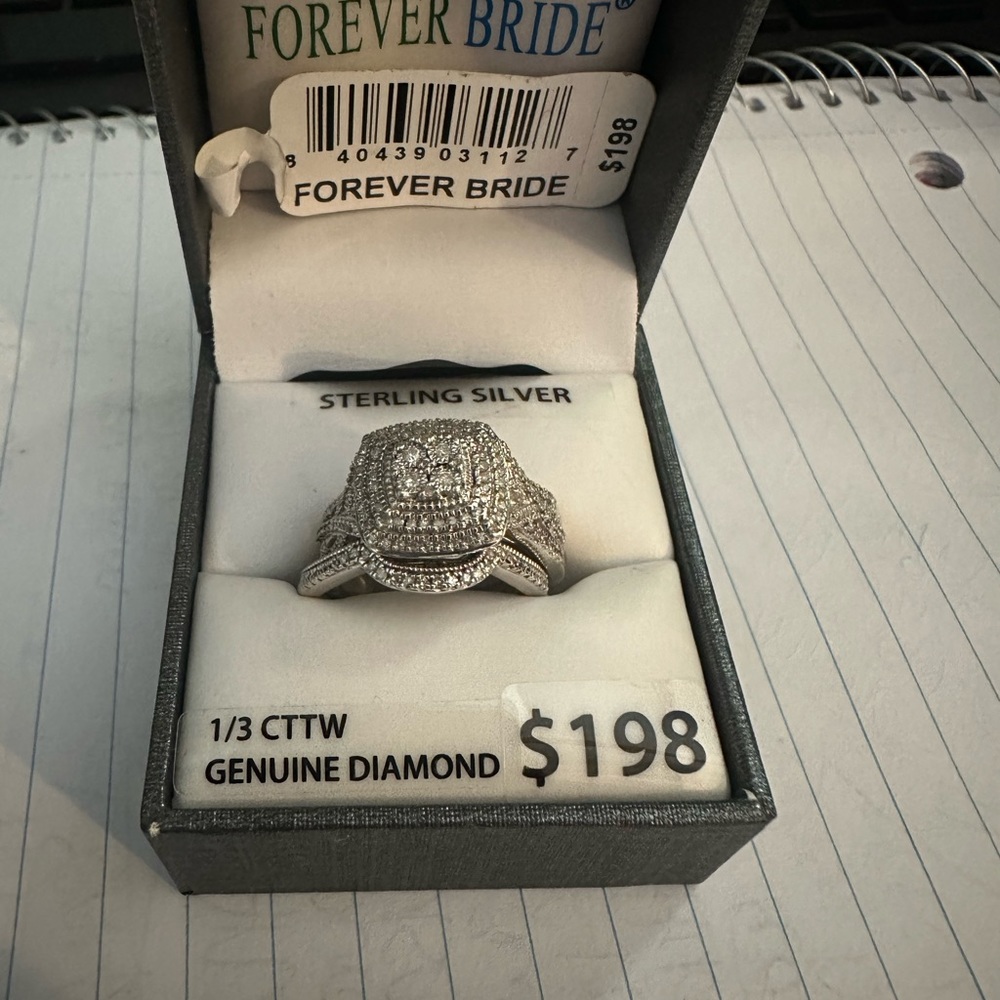 FOREVER BRIDE®
$198
8 40439 03112 7
FOREVER BRIDE
STERLING SILVER
1/3 CTTW
GENUINE DIAMOND
$198